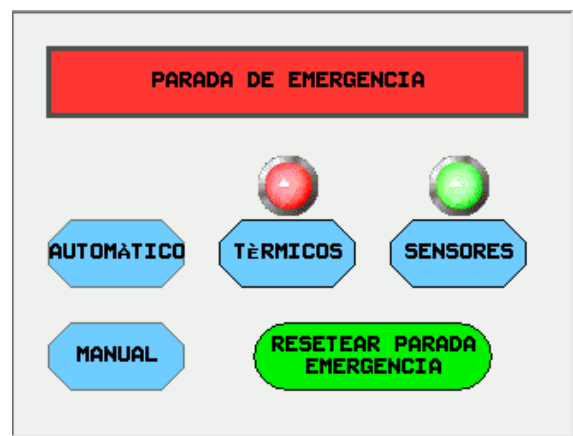 PARADA DE EMERGENCIA
AUTOMÀTICO
TÈRMICOS
SENSORES
MANUAL
RESETEAR PARADA
EMERGENCIA